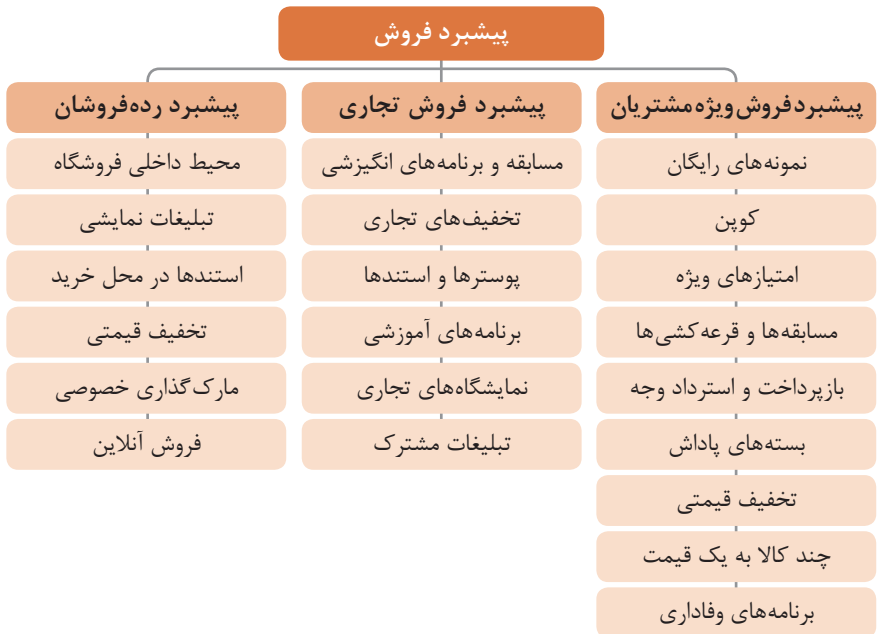 پیشبرد فروش
پیشبرد فروش ویژه مشتریان
نمونه‌های رایگان
کوپن
امتیازهای ویژه
مسابقه‌ها و قرعه‌کشی‌ها
بازپرداخت و استرداد وجه
بسته‌های پاداش
تخفیف قیمتی
چند کالا به یک قیمت
برنامه‌های وفاداری
پیشبرد فروش تجاری
مسابقه و برنامه‌های انگیزشی
تخفیف‌های تجاری
پوسترها و استندها
برنامه‌های آموزشی
نمایشگاه‌های تجاری
تبلیغات مشترک
پیشبرد رده‌فروشان
محیط داخلی فروشگاه
تبلیغات نمایشی
استندها در محل خرید
تخفیف قیمتی
مارک‌گذاری خصوصی
فروش آنلاین